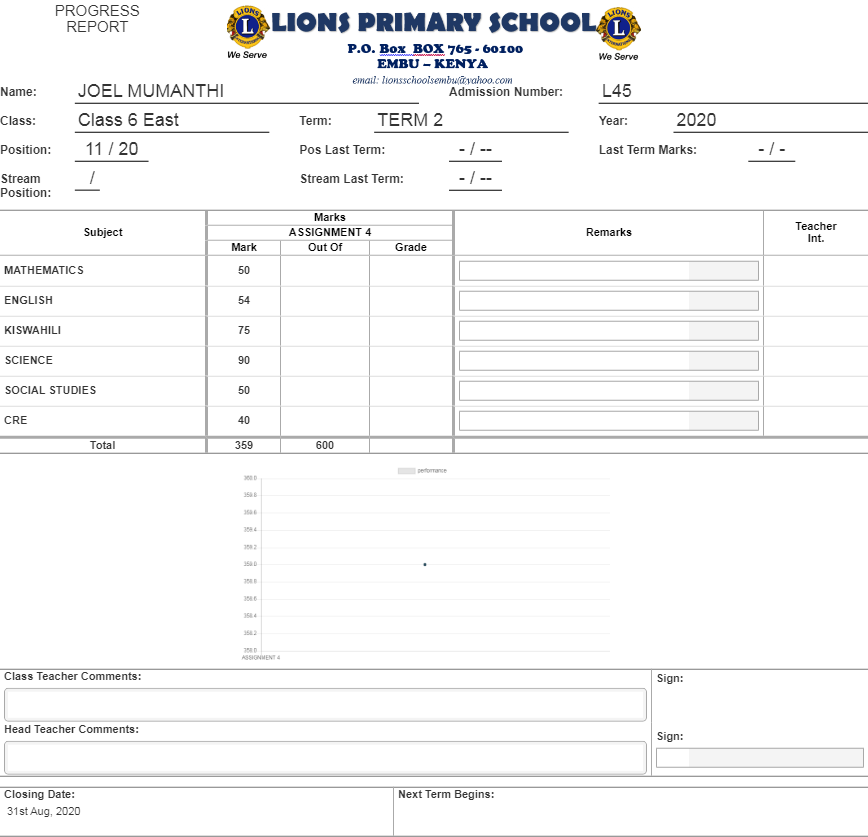 PROGRESS
REPORT
LIONS PRIMARY SCHOOL
LIONS
L
INTERNATIONAL
We Serve
LIONS
L
INTERNATIONAL
We Serve
P.O. Box BOX 765 - 60100
EMBU – KENYA
email: lionsschoolsembu@yahoo.com
Name: JOEL MUMANTHI Admission Number: L45
Class: Class 6 East Term: TERM 2 Year: 2020
Position: 11 / 20 Pos Last Term: - / -- Last Term Marks: - / -
Stream Position: / Stream Last Term: - / --
Subject Marks Remarks Teacher Int.
ASSIGNMENT 4
Mark Out Of Grade
MATHEMATICS 50
ENGLISH 54
KISWAHILI 75
SCIENCE 90
SOCIAL STUDIES 50
CRE 40
Total 359 600
performance
359.8
359.6
359.4
359.2
359.0
358.8
358.6
358.4
358.2
ASSIGNMENT 4
Class Teacher Comments: Sign:
Head Teacher Comments:
Sign:
Closing Date: Next Term Begins:
31st Aug, 2020